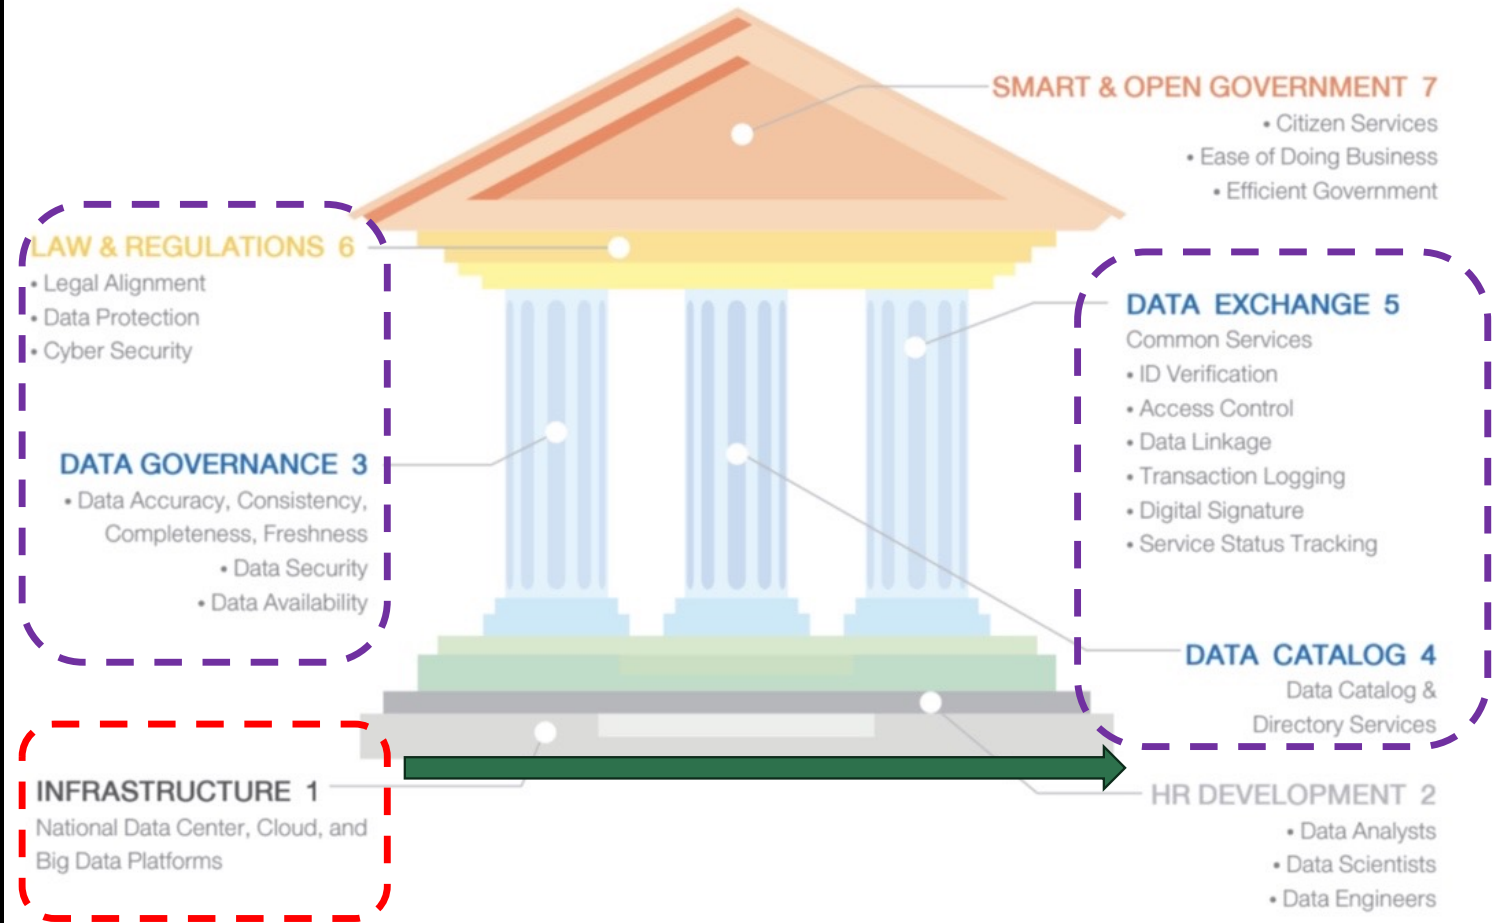 SMART & OPEN GOVERNMENT 7
• Citizen Services
• Ease of Doing Business
• Efficient Government
LAW & REGULATIONS 6
• Legal Alignment
• Data Protection
• Cyber Security
DATA EXCHANGE 5
Common Services
• ID Verification
• Access Control
• Data Linkage
• Transaction Logging
• Digital Signature
• Service Status Tracking
DATA GOVERNANCE 3
• Data Accuracy, Consistency,
Completeness, Freshness
• Data Security
• Data Availability
DATA CATALOG 4
Data Catalog &
Directory Services
INFRASTRUCTURE 1
National Data Center, Cloud, and
Big Data Platforms
HR DEVELOPMENT 2
• Data Analysts
• Data Scientists
• Data Engineers